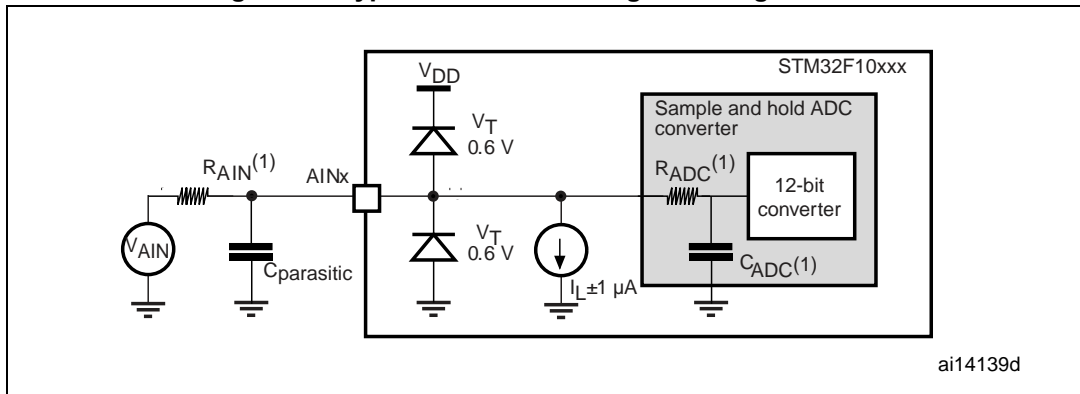 STM32F10xxx
VDD
Sample and hold ADC
converter
VT
0.6 V
RAIN(1)
AINx
RADC(1)
12-bit
converter
VAIN
Cparasitic
VT
0.6 V
IL±1 µA
CADC(1)
ai14139d